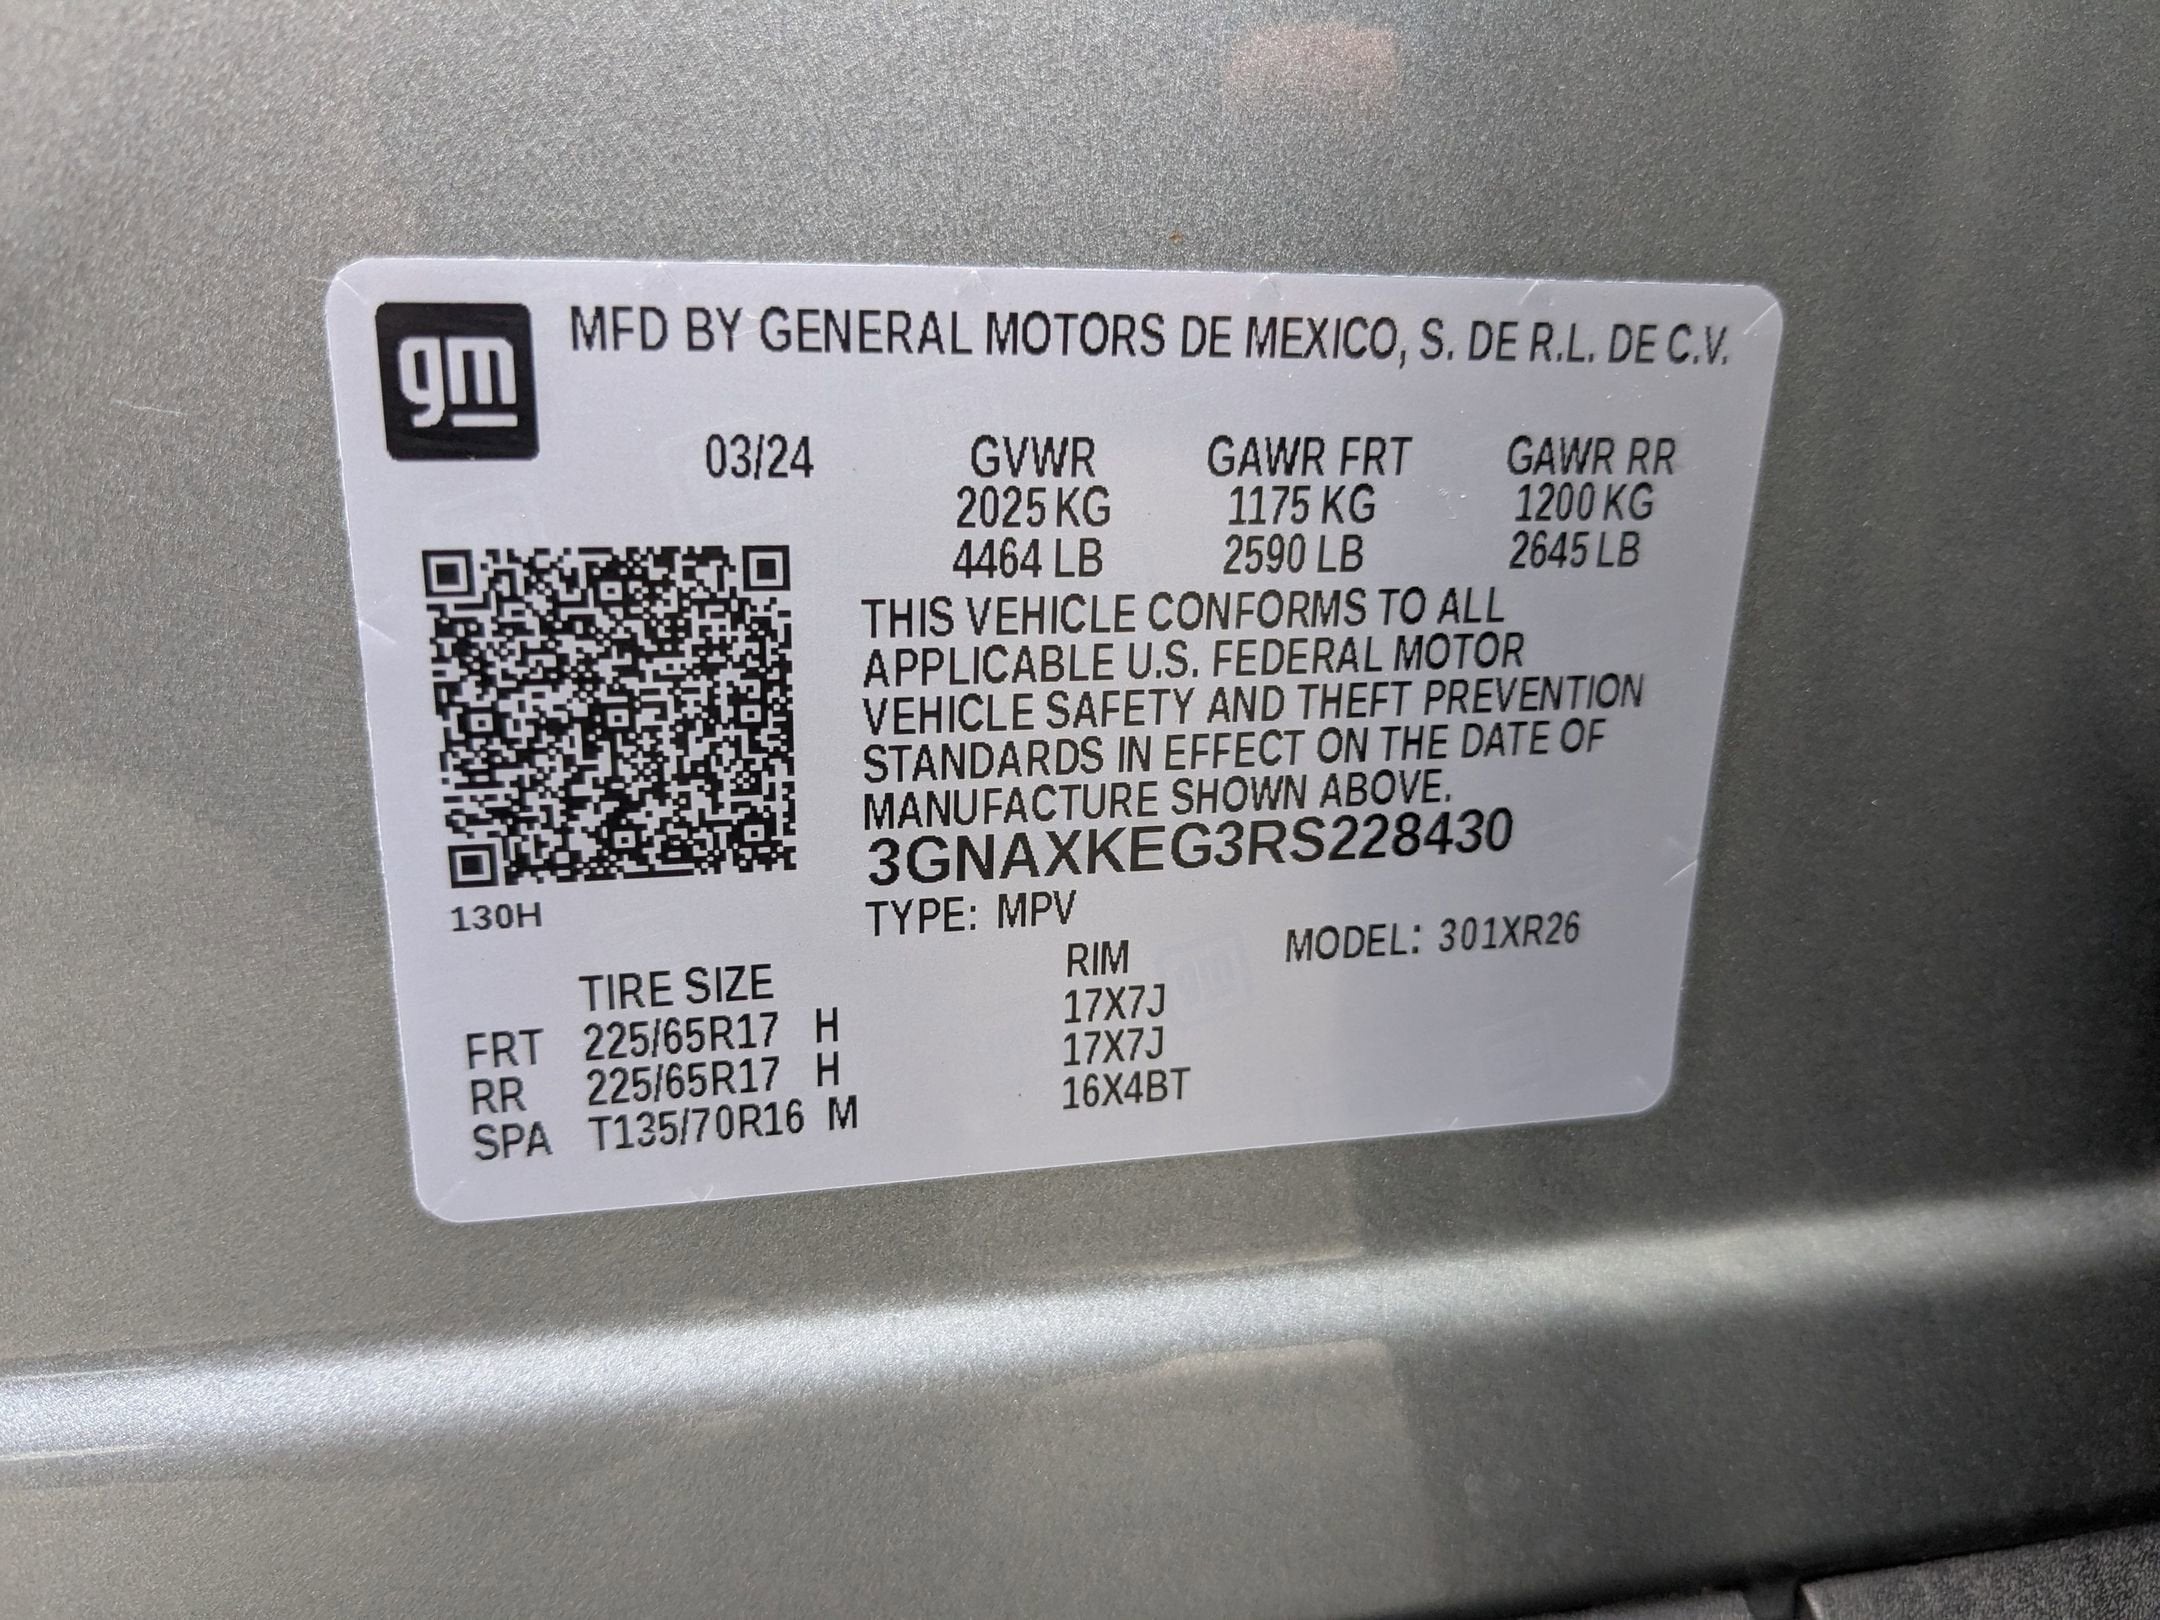 gm
MFD BY GENERAL MOTORS DE MEXICO, S. DE R.L. DE C.V.
03/24 GVWR GAWR FRT GAWR RR
2025 KG 1175 KG 1200 KG
4464 LB 2590 LB 2645 LB
THIS VEHICLE CONFORMS TO ALL
APPLICABLE U.S. FEDERAL MOTOR
VEHICLE SAFETY AND THEFT PREVENTION
STANDARDS IN EFFECT ON THE DATE OF
MANUFACTURE SHOWN ABOVE.
3GNAXKEG3RS228430
130H
TYPE: MPV
MODEL: 301XR26
TIRE SIZE RIM
FRT 225/65R17 H 17X7J
RR 225/65R17 H 17X7J
SPA T135/70R16 M 16X4BT
gm